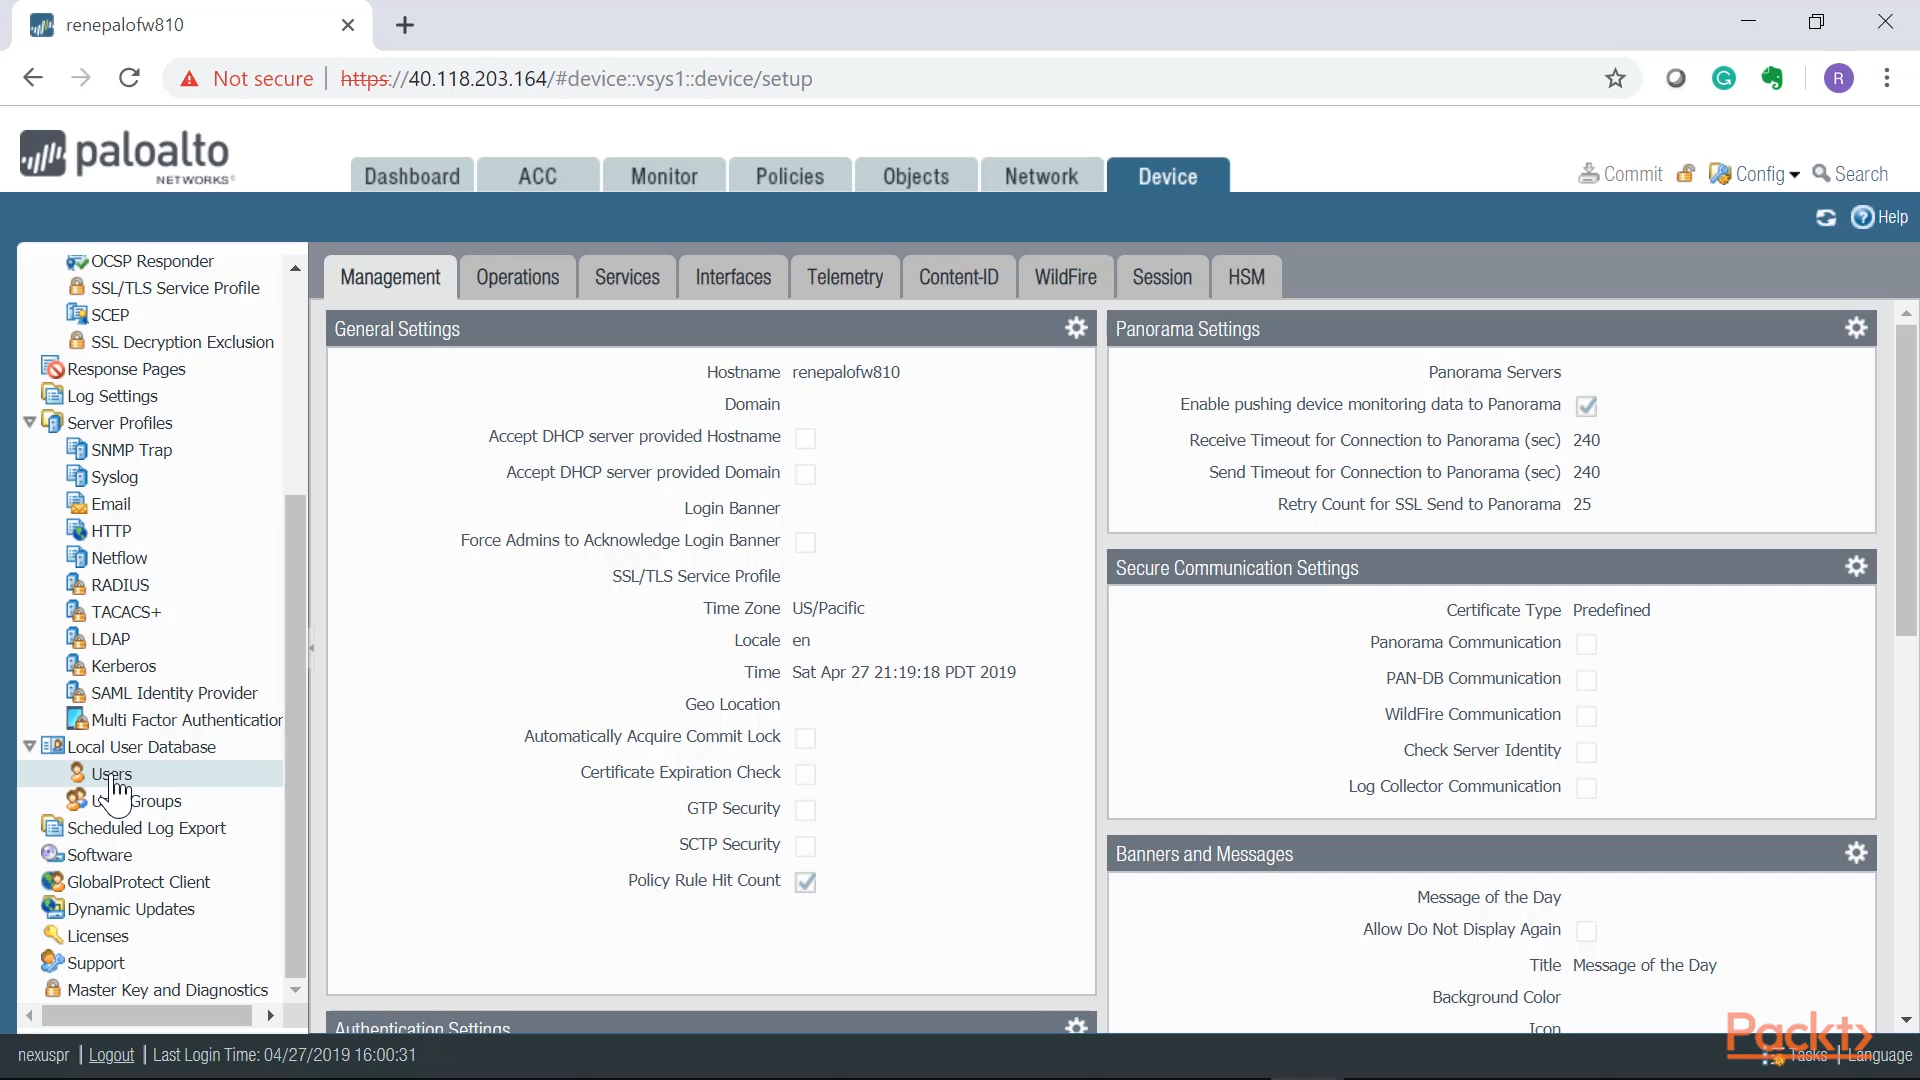 renepalofw810
Not secure
https://40.118.203.164/#device::vsys1::device/setup
G
R
paloalto
NETWORKS
Dashboard
ACC
Monitor
Policies
Objects
Network
Device
Commit
Config
Search
Help
OCSP Responder
SSL/TLS Service Profile
SCEP
SSL Decryption Exclusion
Response Pages
Log Settings
Server Profiles
SNMP Trap
Syslog
Email
HTTP
Netflow
RADIUS
TACACS+
LDAP
Kerberos
SAML Identity Provider
Multi Factor Authentication
Local User Database
Users
Groups
Scheduled Log Export
Software
GlobalProtect Client
Dynamic Updates
Licenses
Support
Master Key and Diagnostics
Management
Operations
Services
Interfaces
Telemetry
Content-ID
WildFire
Session
HSM
General Settings
Hostname renepalofw810
Domain
Accept DHCP server provided Hostname
Accept DHCP server provided Domain
Login Banner
Force Admins to Acknowledge Login Banner
SSL/TLS Service Profile
Time Zone US/Pacific
Locale en
Time Sat Apr 27 21:19:18 PDT 2019
Geo Location
Automatically Acquire Commit Lock
Certificate Expiration Check
GTP Security
SCTP Security
Policy Rule Hit Count
Authentication Settings
Panorama Settings
Panorama Servers
Enable pushing device monitoring data to Panorama
Receive Timeout for Connection to Panorama (sec) 240
Send Timeout for Connection to Panorama (sec) 240
Retry Count for SSL Send to Panorama 25
Secure Communication Settings
Certificate Type Predefined
Panorama Communication
PAN-DB Communication
WildFire Communication
Check Server Identity
Log Collector Communication
Banners and Messages
Message of the Day
Allow Do Not Display Again
Title Message of the Day
Background Color
Icon
Packt>
nexuspr | Logout | Last Login Time: 04/27/2019 16:00:31
Tasks | Language